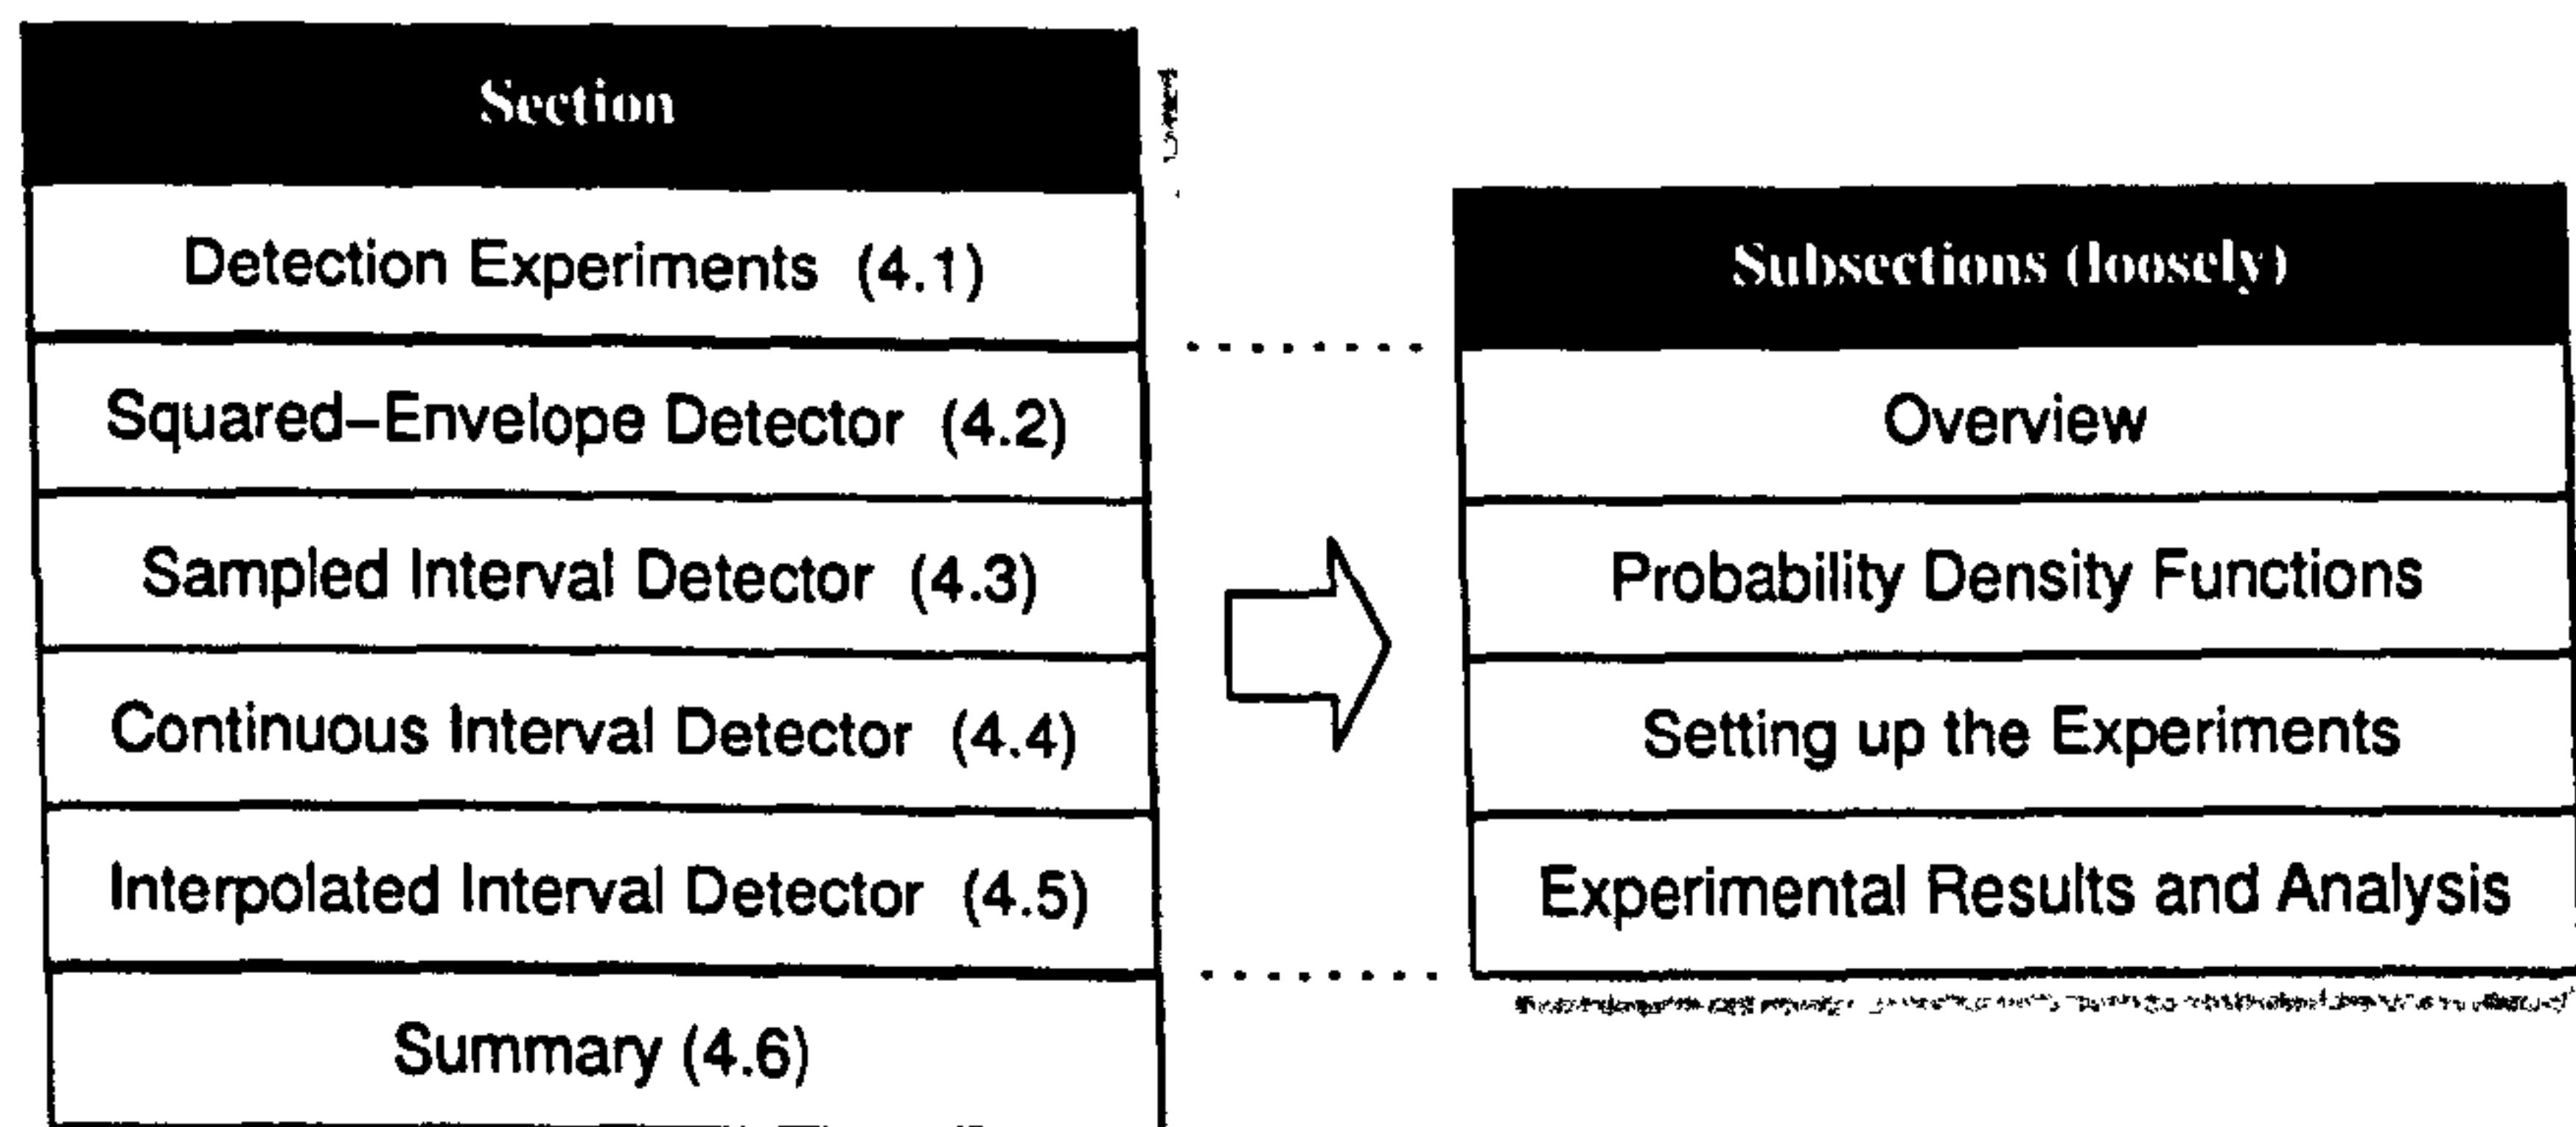 Section
Detection Experiments (4.1)
Squared–Envelope Detector (4.2)
Sampled Interval Detector (4.3)
Continuous Interval Detector (4.4)
Interpolated Interval Detector (4.5)
Summary (4.6)
Subsections (loosely)
Overview
Probability Density Functions
Setting up the Experiments
Experimental Results and Analysis